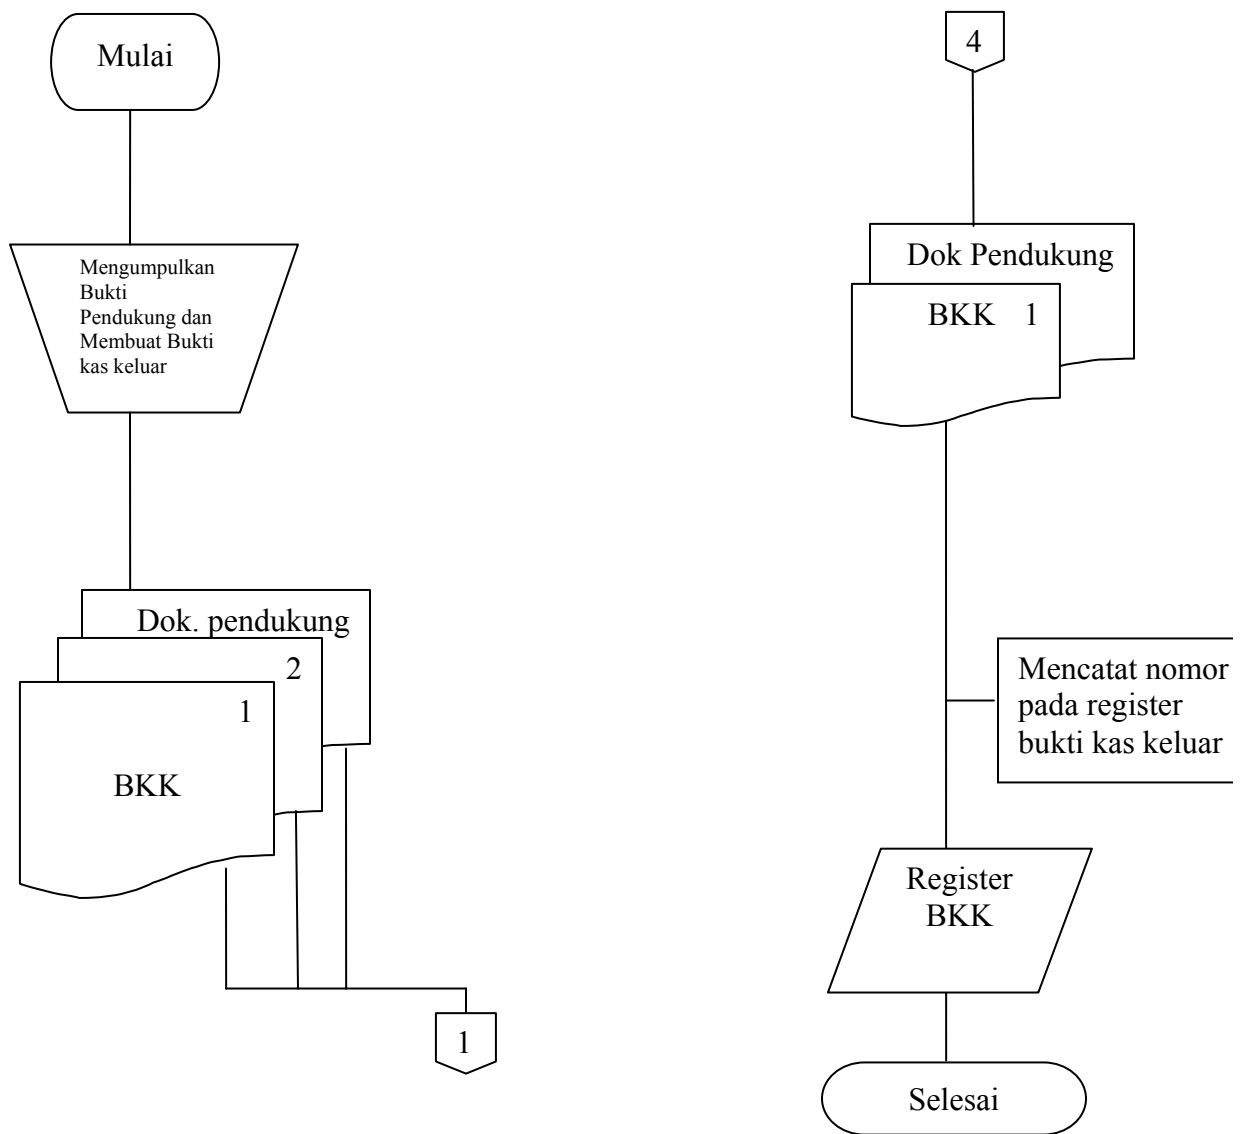 Mulai
Mengumpulkan
Bukti
Pendukung dan
Membuat Bukti
kas keluar
Dok. pendukung
2
1
BKK
1
4
Dok Pendukung
BKK 1
Mencatat nomor
pada register
bukti kas keluar
Register
BKK
Selesai